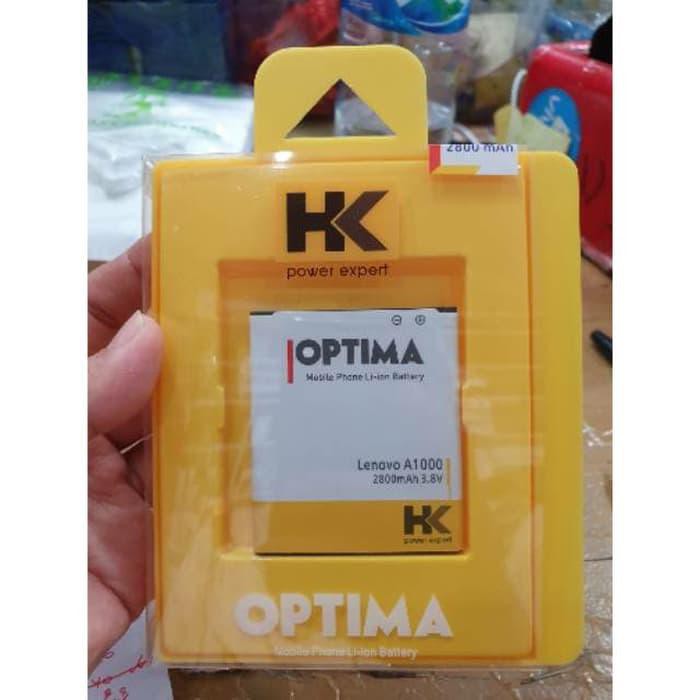 2800 mAh
HK
power expert
OPTIMA
Mobile Phone Li-ion Battery
Lenovo A1000
2800mAh 3.8V
HK
power expert
OPTIMA
Mobile Phone Li-ion Battery